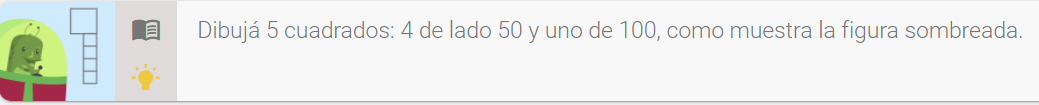 Dibujá 5 cuadrados: 4 de lado 50 y uno de 100, como muestra la figura sombreada.